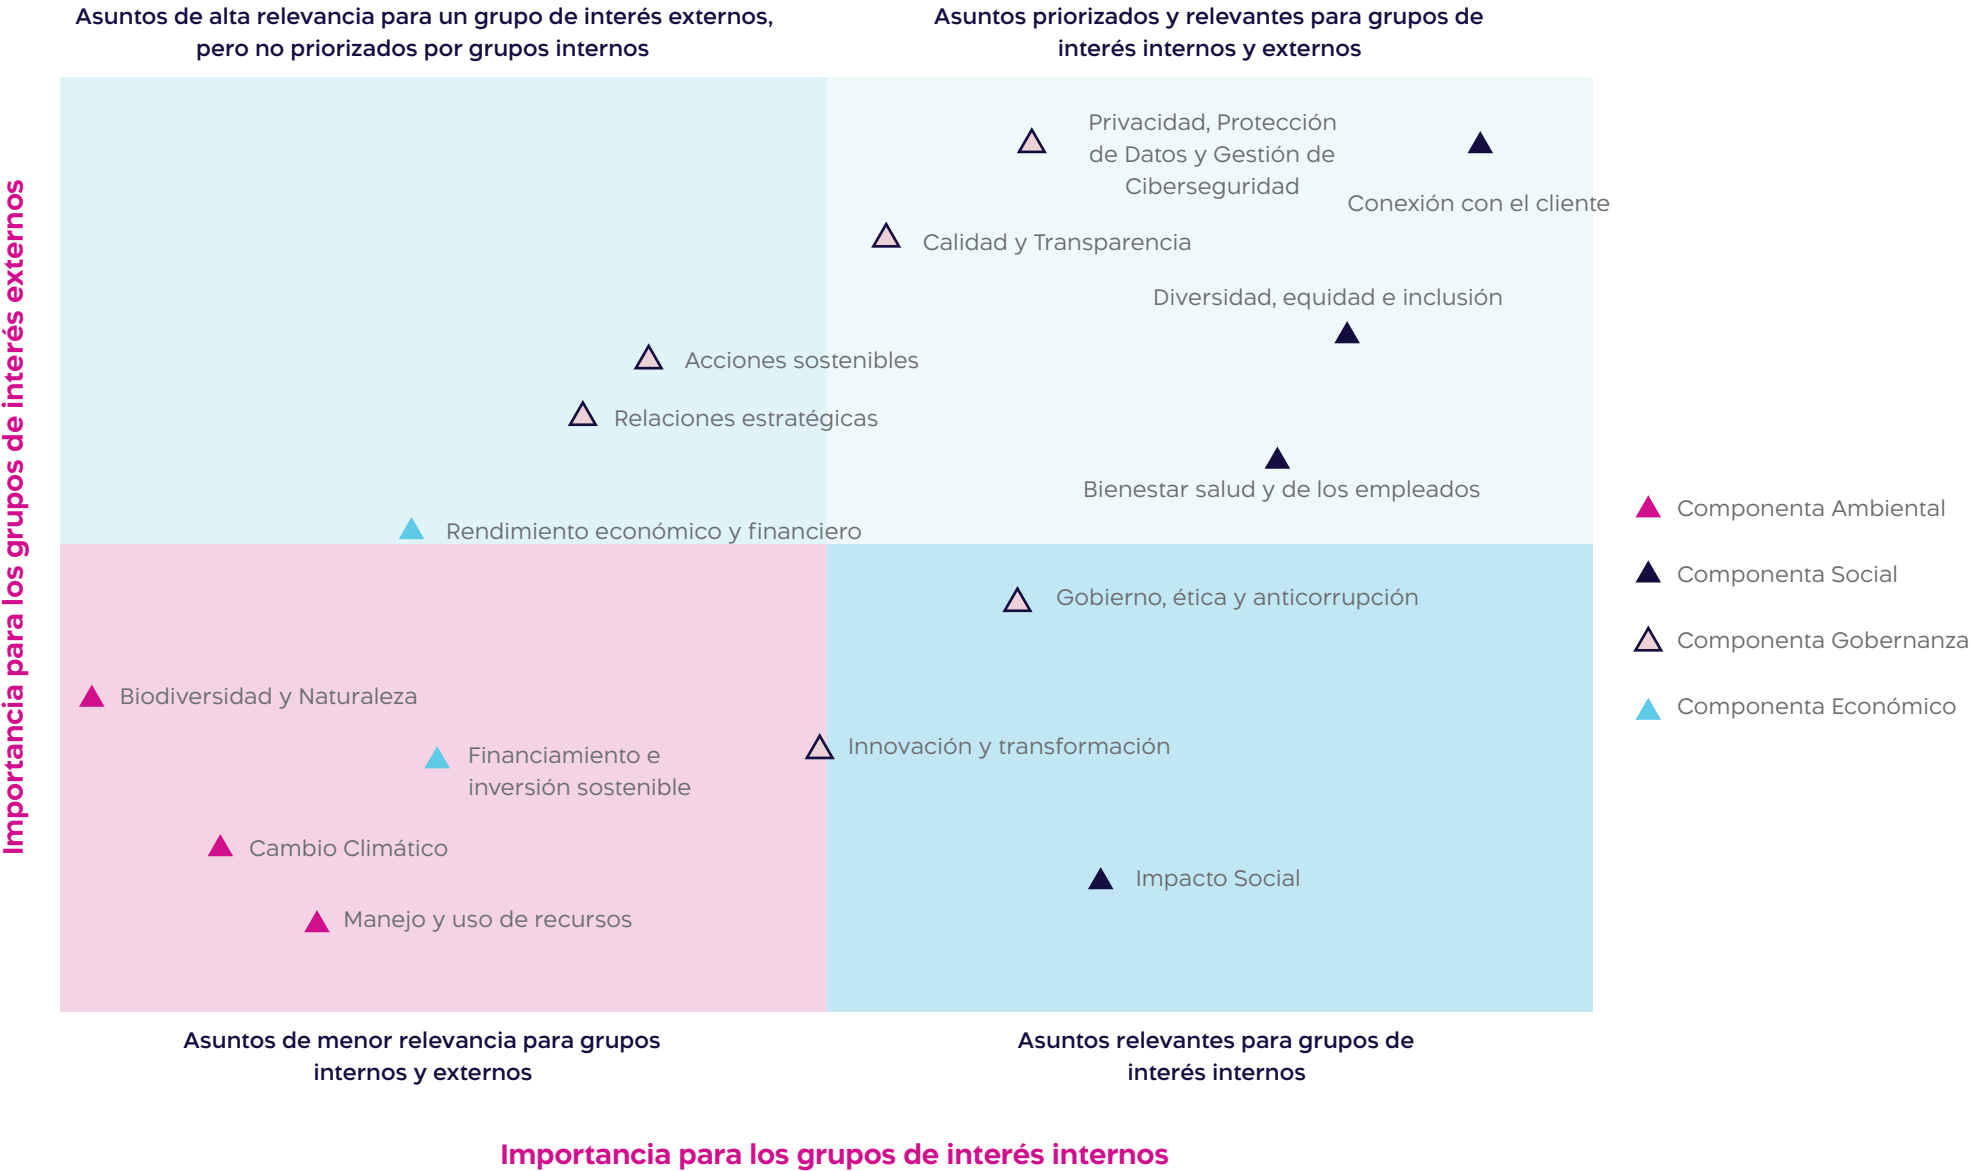 Asuntos de alta relevancia para un grupo de interés externos,
pero no priorizados por grupos internos
Asuntos priorizados y relevantes para grupos de
interés internos y externos
Importancia para los grupos de interés externos
Privacidad, Protección
de Datos y Gestión de
Ciberseguridad
Conexión con el cliente
Calidad y Transparencia
Diversidad, equidad e inclusión
Acciones sostenibles
Relaciones estratégicas
Bienestar salud y de los empleados
Rendimiento económico y financiero
Gobierno, ética y anticorrupción
Biodiversidad y Naturaleza
Innovación y transformación
Financiamiento e
inversión sostenible
Cambio Climático
Impacto Social
Manejo y uso de recursos
Componenta Ambiental
Componenta Social
Componenta Gobernanza
Componenta Económico
Asuntos de menor relevancia para grupos
internos y externos
Asuntos relevantes para grupos de
interés internos
Importancia para los grupos de interés internos